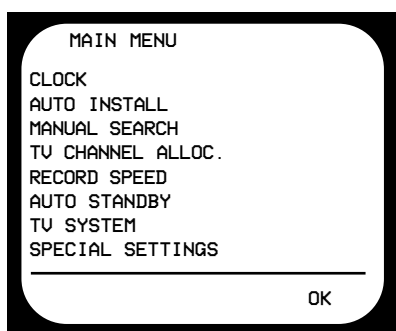 MAIN MENU
CLOCK
AUTO INSTALL
MANUAL SEARCH
TV CHANNEL ALLOC.
RECORD SPEED
AUTO STANDBY
TV SYSTEM
SPECIAL SETTINGS
OK